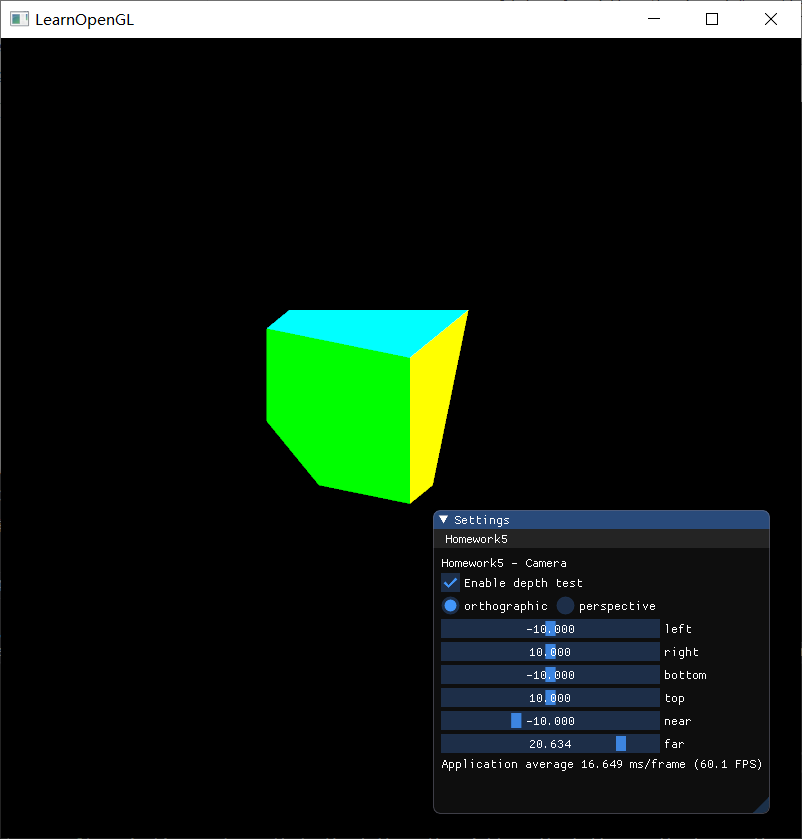 LearnOpenGL
Settings
Homework5
Homework5 - Camera
Enable depth test
orthographic perspective
-10.000 left
10.000 right
-10.000 bottom
10.000 top
-10.000 near
20.634 far
Application average 16.649 ms/frame (60.1 FPS)